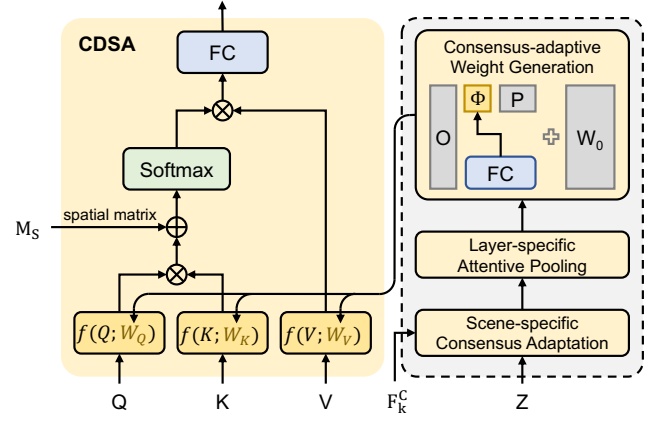 CDSA
FC
Softmax
M_S
spatial matrix
f(Q; W_Q)
f(K; W_K)
f(V; W_V)
Q
K
V
Consensus-adaptive
Weight Generation
O
Φ
P
W_0
FC
Layer-specific
Attentive Pooling
Scene-specific
Consensus Adaptation
F_k^C
Z